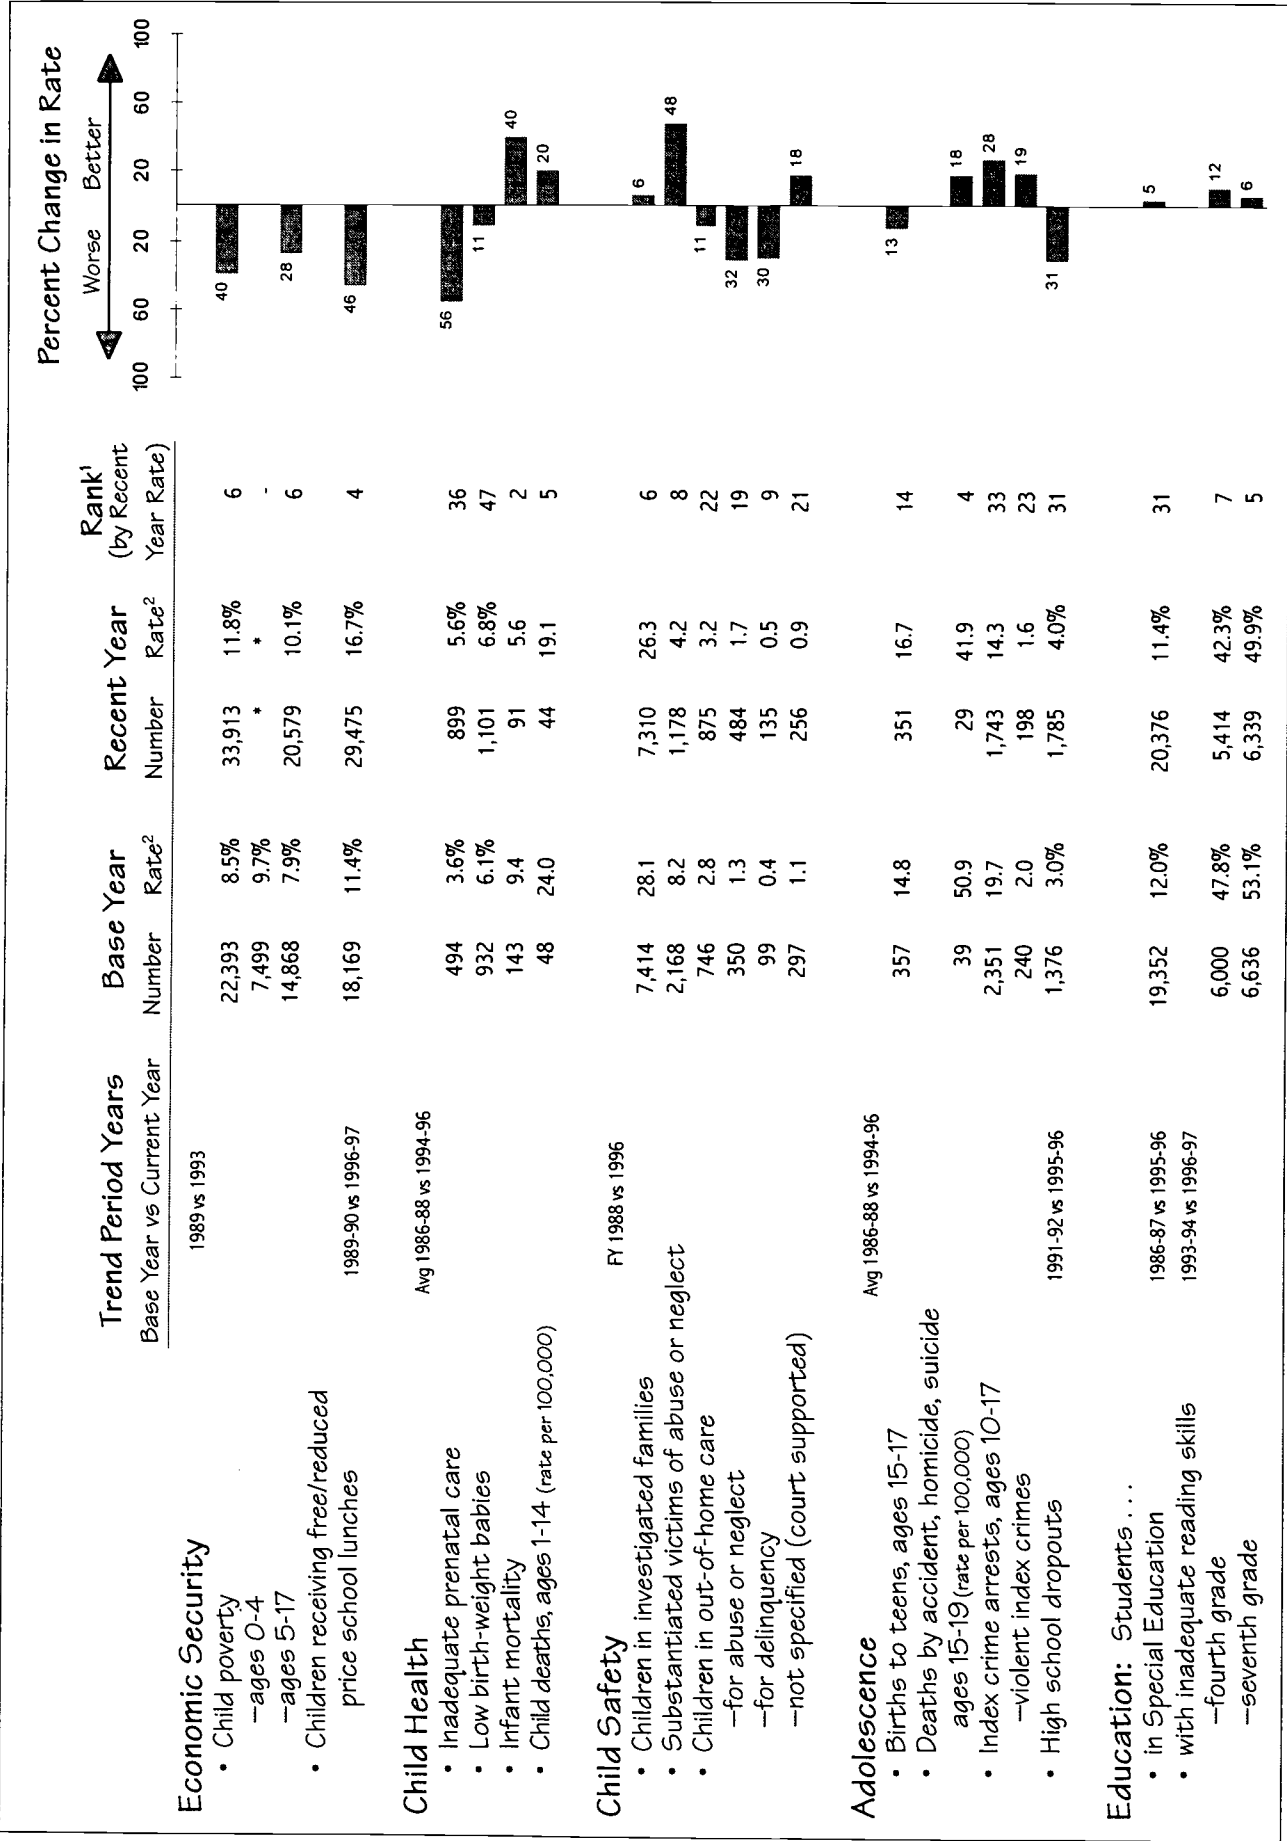 Trend Period Years Base Year Recent Year Rank¹ Percent Change in Rate
(by Recent Worse Better
Base Year vs Current Year Number Rate² Number Rate² Year Rate) 100 60 20 20 60 100
Economic Security 1989 vs 1993
• Child poverty 22,393 8.5% 33,913 11.8% 6 40
—ages 0-4 7,499 9.7% * * -
—ages 5-17 14,868 7.9% 20,579 10.1% 6 28
• Children receiving free/reduced
price school lunches 1989-90 vs 1996-97 18,169 11.4% 29,475 16.7% 4 46
Child Health Avg 1986-88 vs 1994-96
• Inadequate prenatal care 494 3.6% 899 5.6% 36 56
• Low birth-weight babies 932 6.1% 1,101 6.8% 47 11
• Infant mortality 143 9.4 91 5.6 2 40
• Child deaths, ages 1-14 (rate per 100,000) 48 24.0 44 19.1 5 20
Child Safety FY 1988 vs 1996
• Children in investigated families 7,414 28.1 7,310 26.3 6 6
• Substantiated victims of abuse or neglect 2,168 8.2 1,178 4.2 8 48
• Children in out-of-home care 746 2.8 875 3.2 22 11
—for abuse or neglect 350 1.3 484 1.7 19 32
—for delinquency 99 0.4 135 0.5 9 30
—not specified (court supported) 297 1.1 256 0.9 21 18
Adolescence Avg 1986-88 vs 1994-96
• Births to teens, ages 15-17 357 14.8 351 16.7 14 13
• Deaths by accident, homicide, suicide
ages 15-19 (rate per 100,000) 39 50.9 29 41.9 4 18
• Index crime arrests, ages 10-17 2,351 19.7 1,743 14.3 33 28
—violent index crimes 240 2.0 198 1.6 23 19
• High school dropouts 1991-92 vs 1995-96 1,376 3.0% 1,785 4.0% 31 31
Education: Students . . . .
• in Special Education 1986-87 vs 1995-96 19,352 12.0% 20,376 11.4% 31 5
• with inadequate reading skills 1993-94 vs 1996-97
—fourth grade 6,000 47.8% 5,414 42.3% 7 12
—seventh grade 6,636 53.1% 6,339 49.9% 5 6